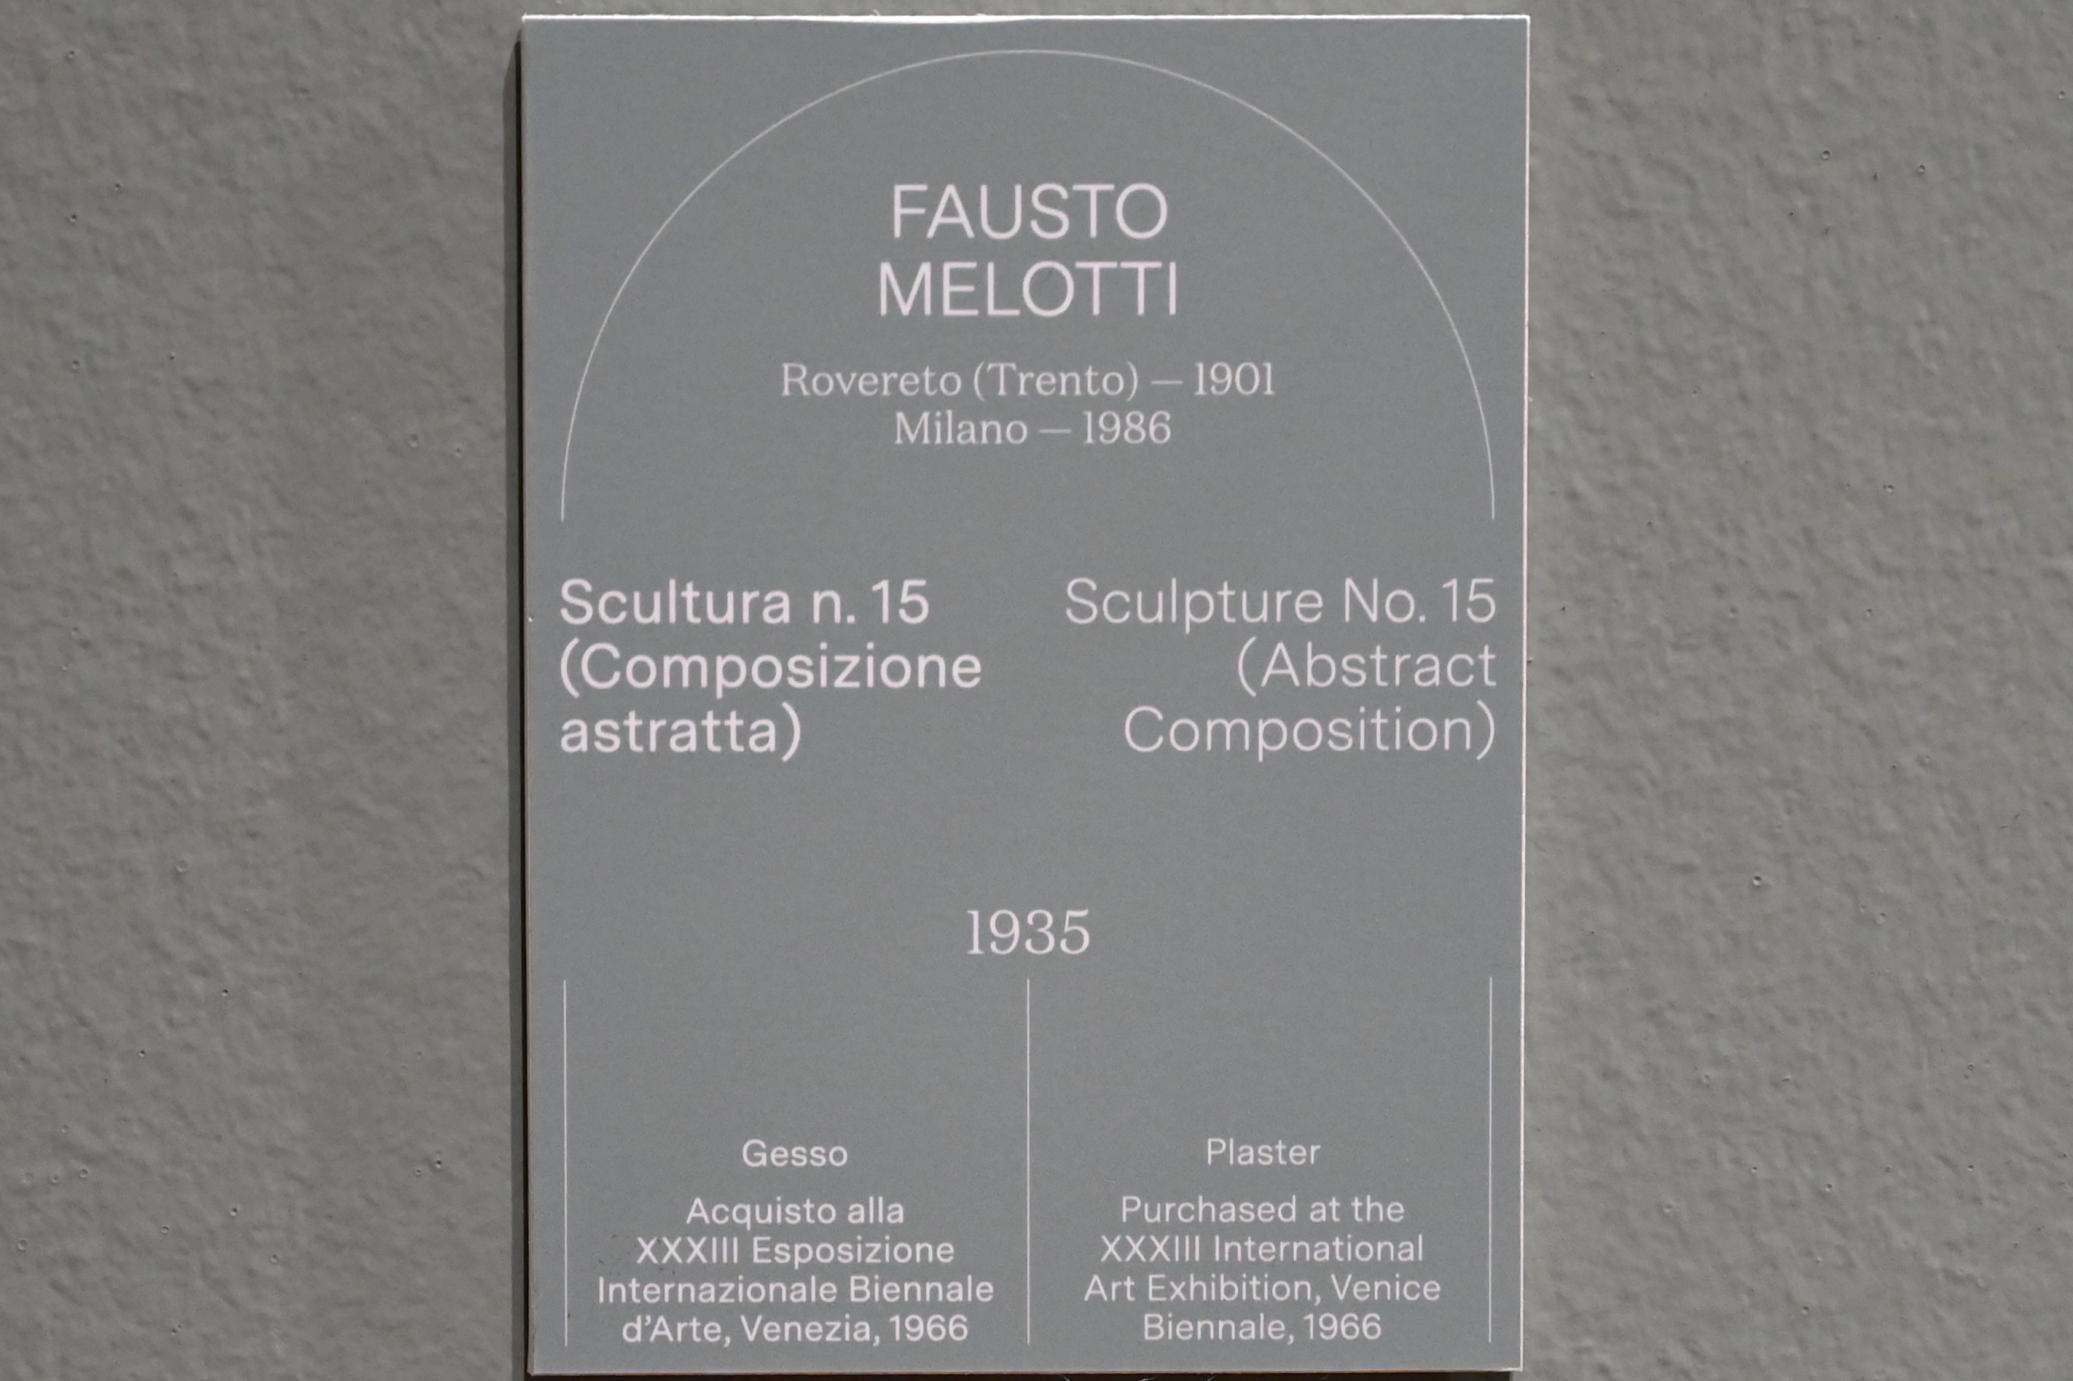 FAUSTO
MELOTTI
Rovereto (Trento) — 1901
Milano — 1986
Scultura n. 15
(Composizione
astratta)
Sculpture No. 15
(Abstract
Composition)
1935
Gesso
Acquisto alla
XXXIII Esposizione
Internazionale Biennale
d’Arte, Venezia, 1966
Plaster
Purchased at the
XXXIII International
Art Exhibition, Venice
Biennale, 1966